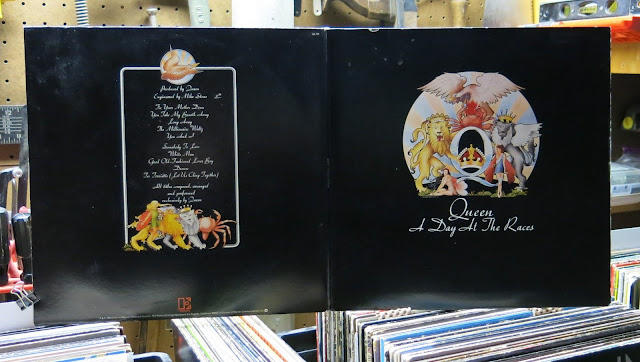 Produced by Queen
Engineered by Mike Stone
Tie Your Mother Down
You Take My Breath Away
Long Away
The Millionaire Waltz
You And I
Somebody To Love
White Man
Good Old-Fashioned Lover Boy
Drowse
Teo Torriatte (Let Us Cling Together)
All titles composed, arranged
and performed
exclusively by Queen
Queen
A Day At The Races